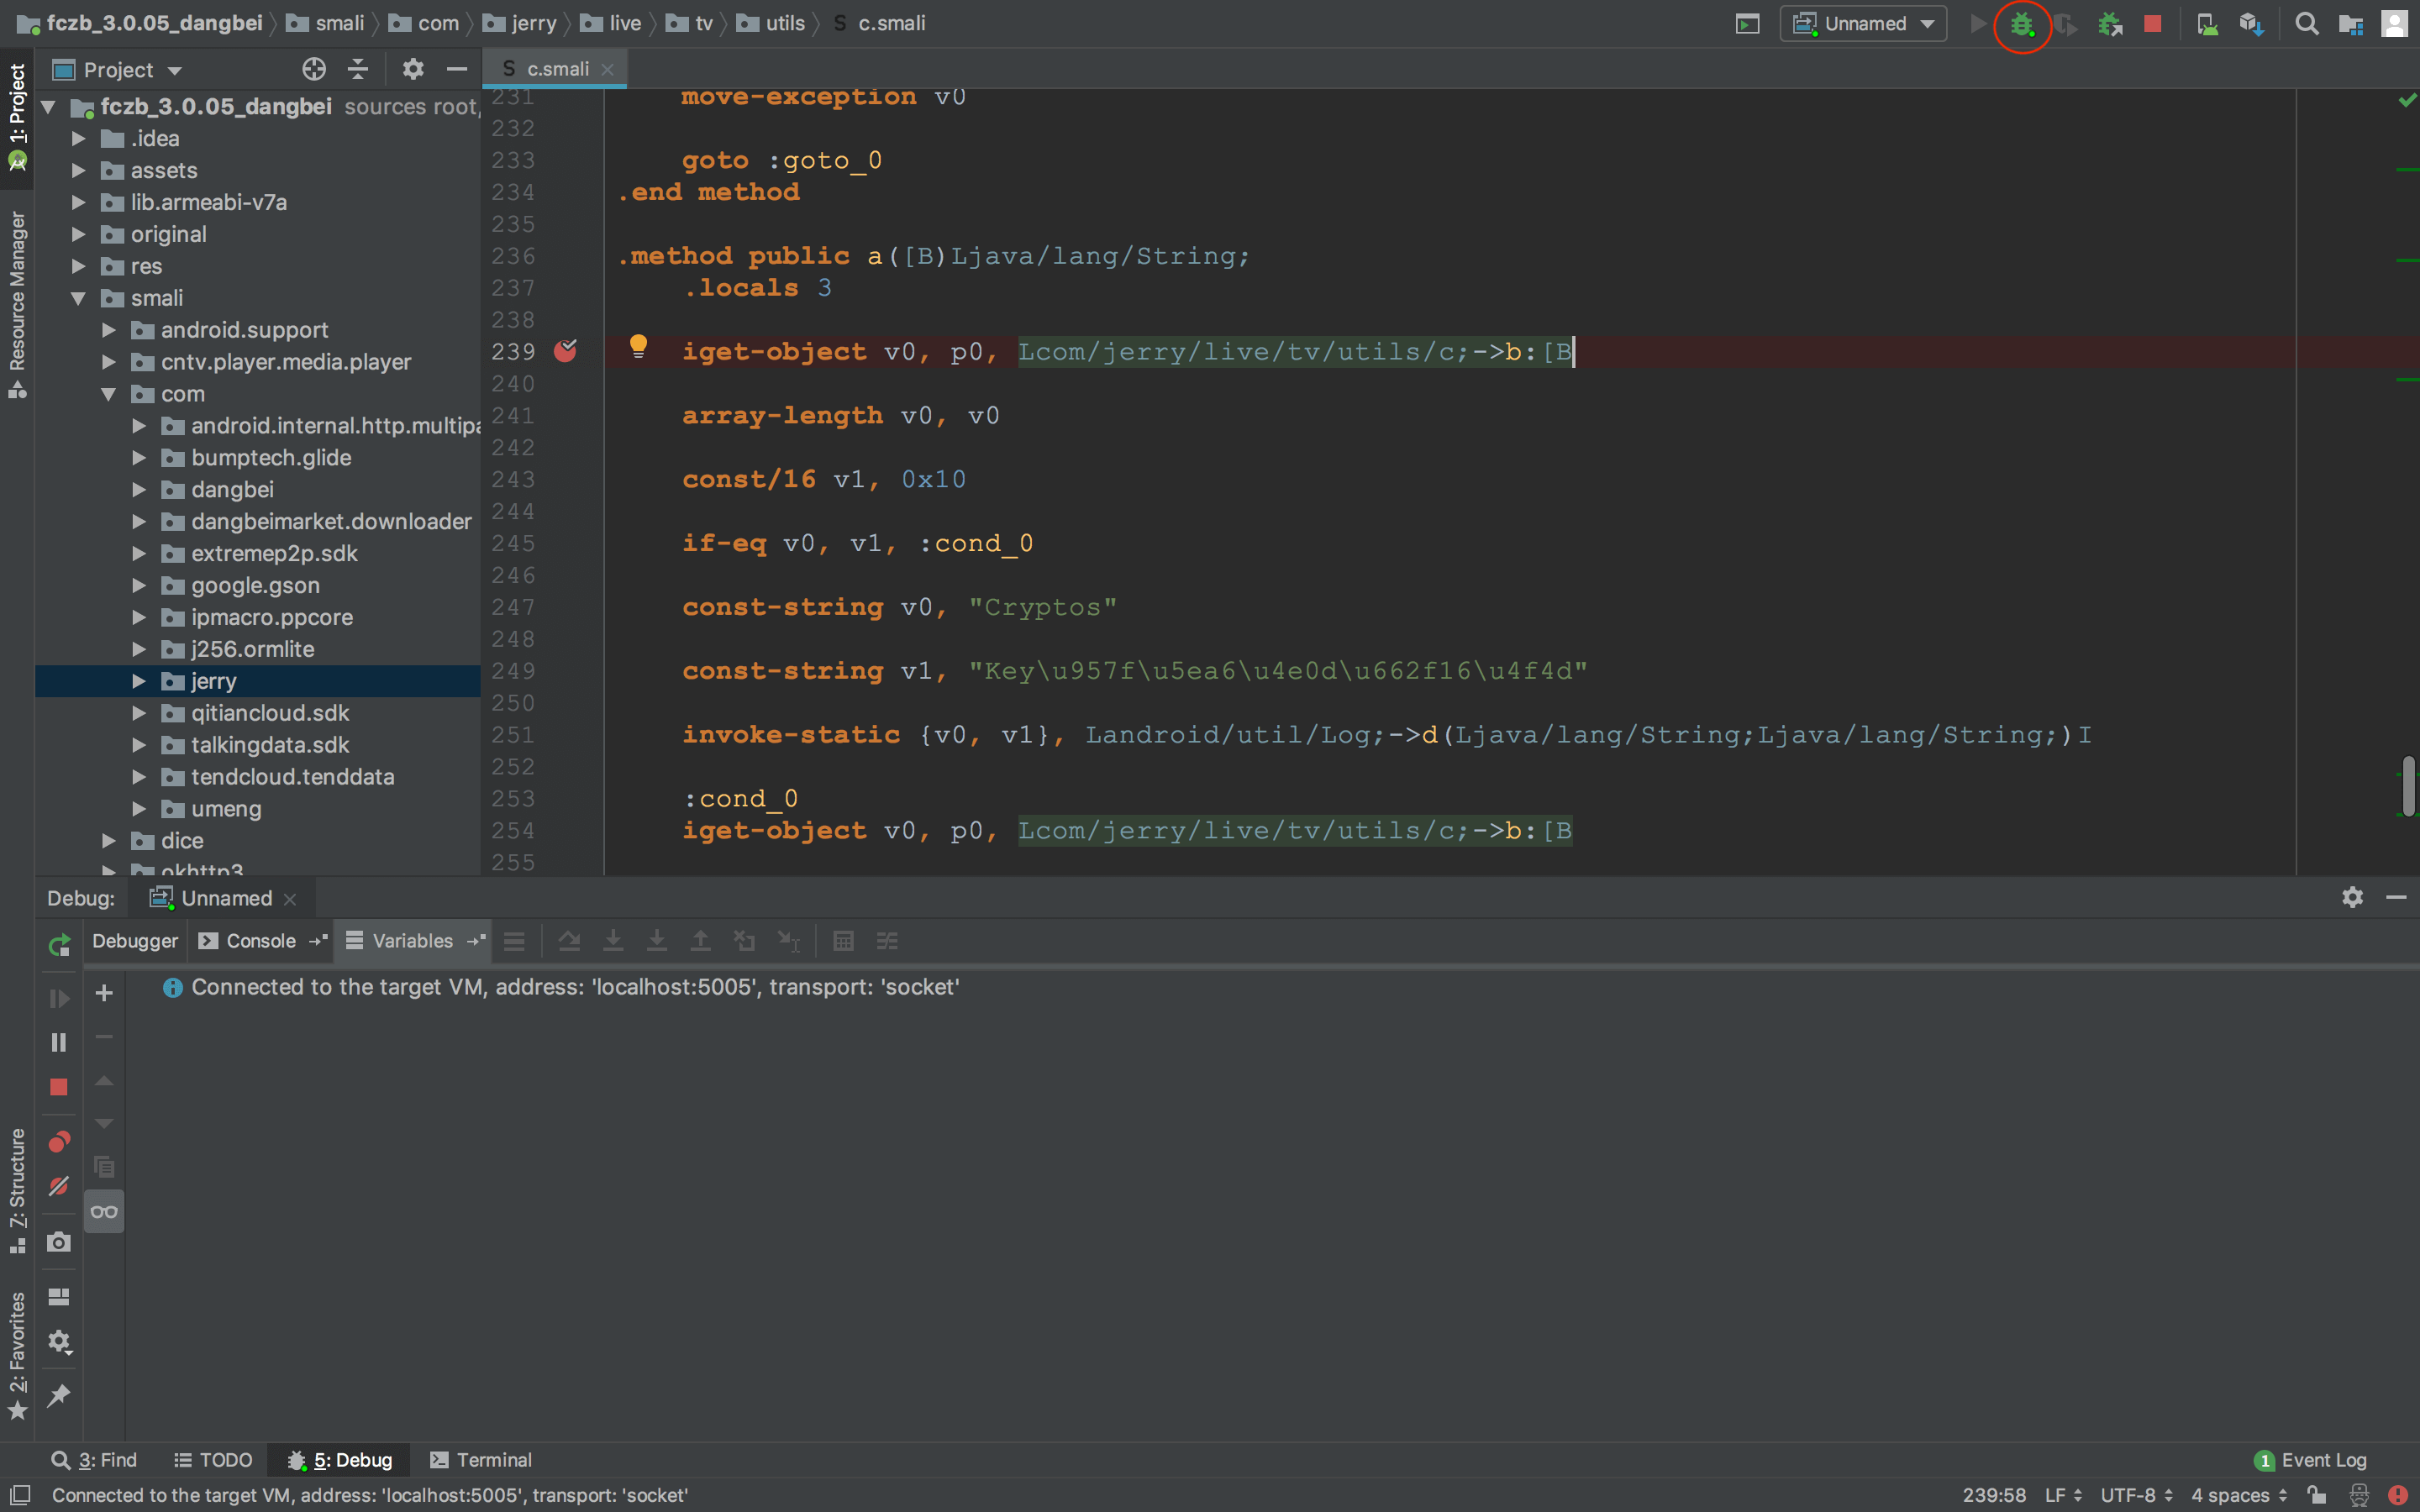 fczb_3.0.05_dangbei smali com jerry live tv utils S c.smali Unnamed
Project
S c.smali
1: Project
Resource Manager
7: Structure
2: Favorites
fczb_3.0.05_dangbei sources root,
.idea
assets
lib.armeabi-v7a
original
res
smali
android.support
cntv.player.media.player
com
android.internal.http.multipa
bumptech.glide
dangbei
dangbeimarket.downloader
extremep2p.sdk
google.gson
ipmacro.ppcore
j256.ormlite
jerry
qitiancloud.sdk
talkingdata.sdk
tendcloud.tenddata
umeng
dice
okhttp3
231 move-exception v0
232
233 goto :goto_0
234 .end method
235
236 .method public a([B)Ljava/lang/String;
237 .locals 3
238
239 iget-object v0, p0, Lcom/jerry/live/tv/utils/c;->b:[B
240
241 array-length v0, v0
242
243 const/16 v1, 0x10
244
245 if-eq v0, v1, :cond_0
246
247 const-string v0, "Cryptos"
248
249 const-string v1, "Key\u957f\u5ea6\u4e0d\u662f16\u4f4d"
250
251 invoke-static {v0, v1}, Landroid/util/Log;->d(Ljava/lang/String;Ljava/lang/String;)I
252
253 :cond_0
254 iget-object v0, p0, Lcom/jerry/live/tv/utils/c;->b:[B
255
Debug: Unnamed
Debugger Console Variables
Connected to the target VM, address: 'localhost:5005', transport: 'socket'
3: Find TODO 5: Debug Terminal 1 Event Log
Connected to the target VM, address: 'localhost:5005', transport: 'socket' 239:58 LF UTF-8 4 spaces